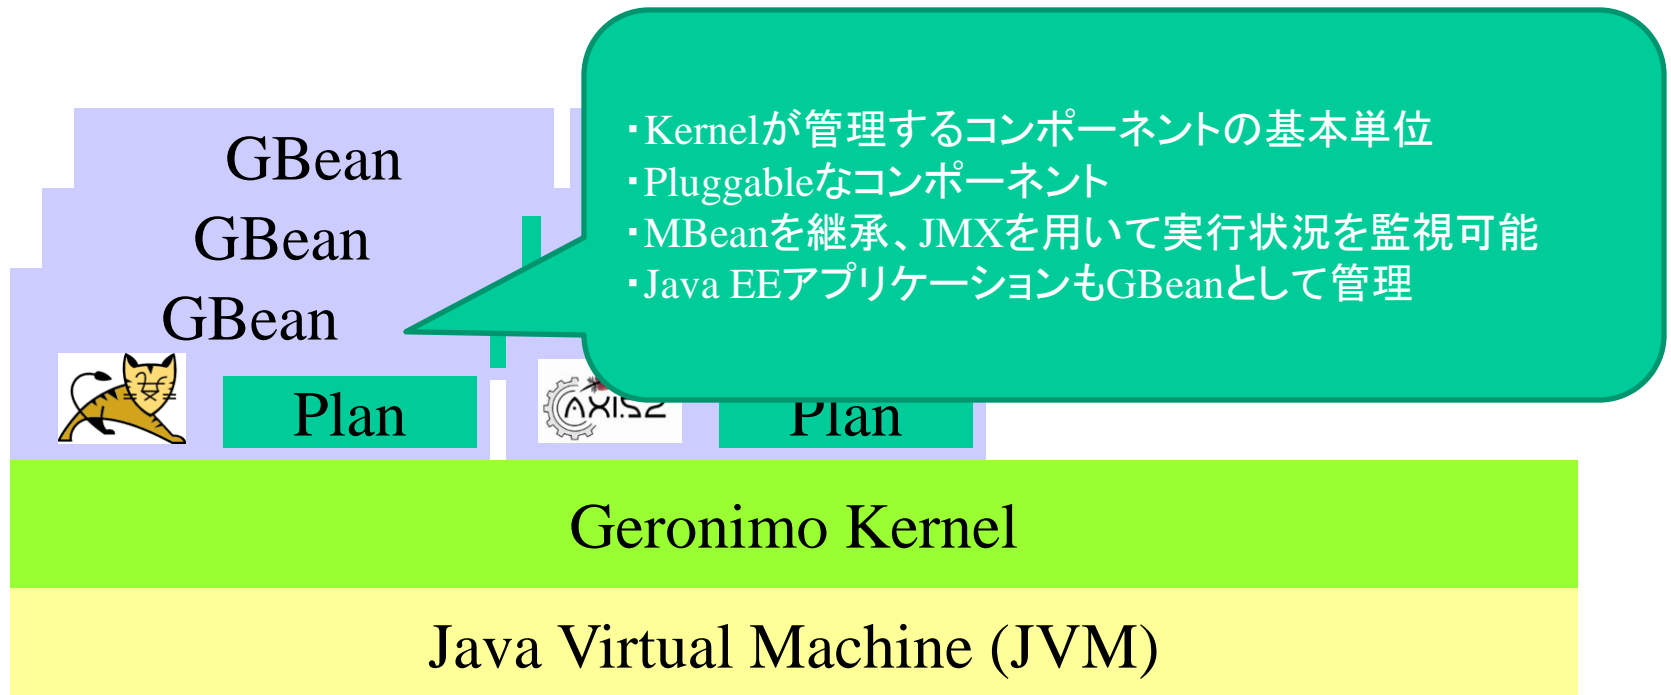 GBean
GBean
GBean
・Kernelが管理するコンポーネントの基本単位
・Pluggableなコンポーネント
・MBeanを継承、JMXを用いて実行状況を監視可能
・Java EEアプリケーションもGBeanとして管理
Plan
AXIS2
Plan
Geronimo Kernel
Java Virtual Machine (JVM)